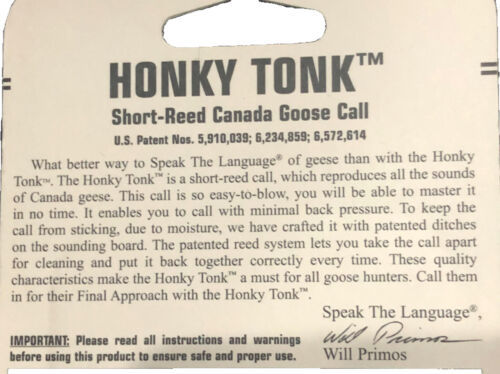 HONKY TONK™
Short-Reed Canada Goose Call
U.S. Patent Nos. 5,910,039; 6,234,859; 6,572,614
What better way to Speak The Language® of geese than with the Honky
Tonk™. The Honky Tonk™ is a short-reed call, which reproduces all the sounds
of Canada geese. This call is so easy-to-blow, you will be able to master it
in no time. It enables you to call with minimal back pressure. To keep the
call from sticking, due to moisture, we have crafted it with patented ditches
on the sounding board. The patented reed system lets you take the call apart
for cleaning and put it back together correctly every time. These quality
characteristics make the Honky Tonk™ a must for all goose hunters. Call them
in for their Final Approach with the Honky Tonk™.
Speak The Language®,
Will Primos
Will Primos
IMPORTANT: Please read all instructions and warnings
before using this product to ensure safe and proper use.